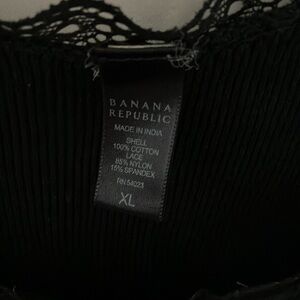 BANANA
REPUBLIC
MADE IN INDIA
SHELL
100% COTTON
LACE
85% NYLON
15% SPANDEX
RN 54023
XL